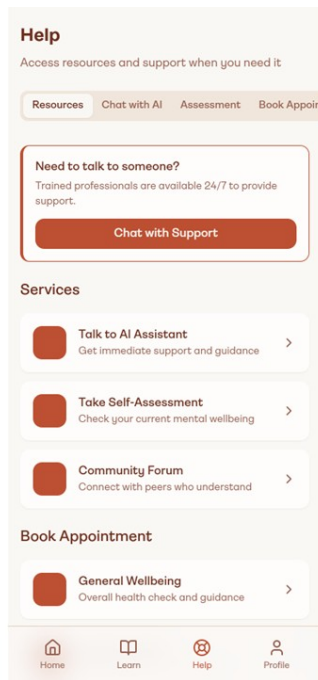 Help
Access resources and support when you need it
Resources Chat with AI Assessment Book Appoin
Need to talk to someone?
Trained professionals are available 24/7 to provide
support.
Chat with Support
Services
Talk to AI Assistant
Get immediate support and guidance
Take Self-Assessment
Check your current mental wellbeing
Community Forum
Connect with peers who understand
Book Appointment
General Wellbeing
Overall health check and guidance
Home Learn Help Profile